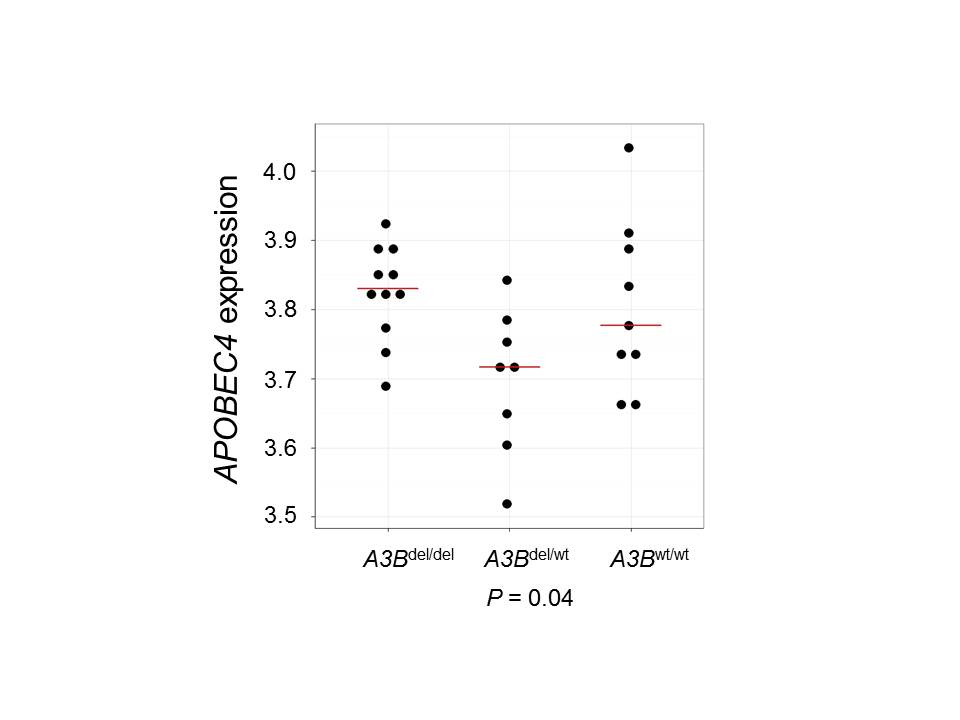 APOBEC4 expression
4.0
3.9
3.8
3.7
3.6
3.5
A3Bdel/del A3Bdel/wt A3Bwt/wt
P = 0.04